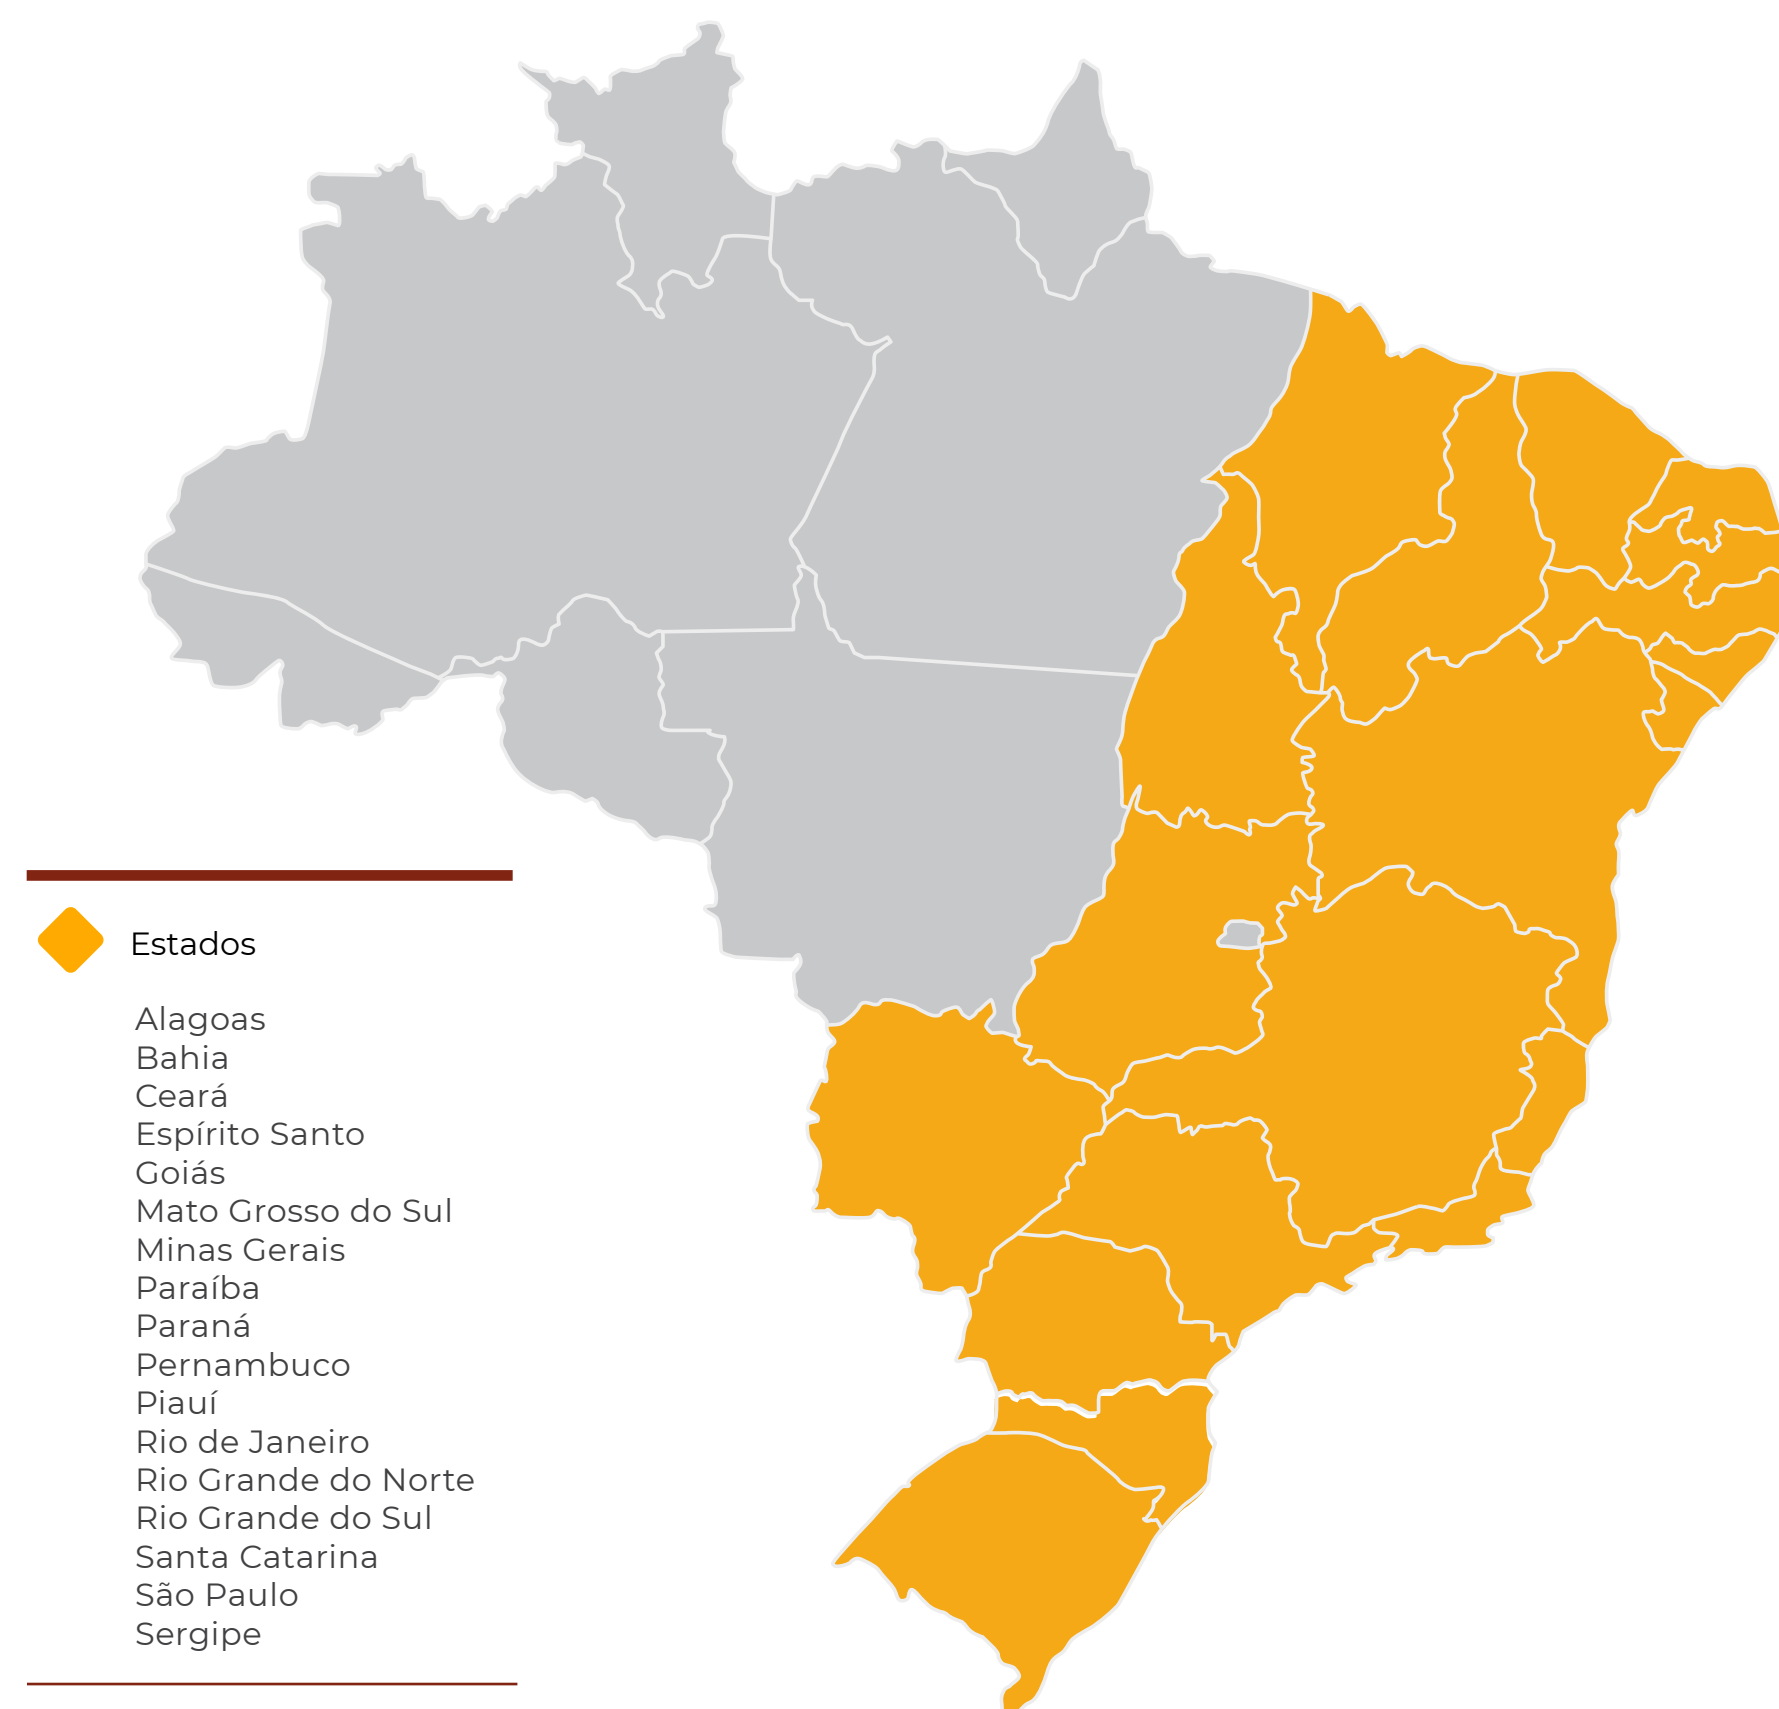 Estados
Alagoas
Bahia
Ceará
Espírito Santo
Goiás
Mato Grosso do Sul
Minas Gerais
Paraíba
Paraná
Pernambuco
Piauí
Rio de Janeiro
Rio Grande do Norte
Rio Grande do Sul
Santa Catarina
São Paulo
Sergipe